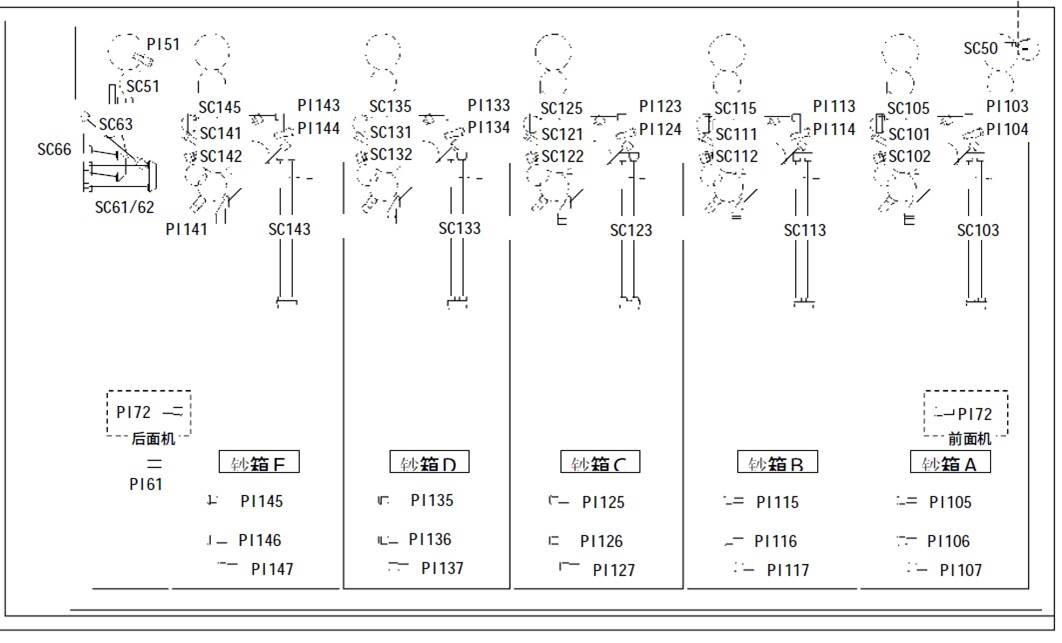 PI51
SC50
SC51
SC145
PI143
SC135
PI133
SC125
PI123
SC115
PI113
SC105
PI103
SC63
SC141
PI144
SC131
PI134
SC121
PI124
SC111
PI114
SC101
PI104
SC66
SC142
SC132
SC122
SC112
SC102
SC61/62
PI141
SC143
SC133
SC123
SC113
SC103
PI72
后面机
PI72
前面机
PI61
钞箱E
钞箱D
钞箱C
钞箱B
钞箱A
PI145
PI135
PI125
PI115
PI105
PI146
PI136
PI126
PI116
PI106
PI147
PI137
PI127
PI117
PI107